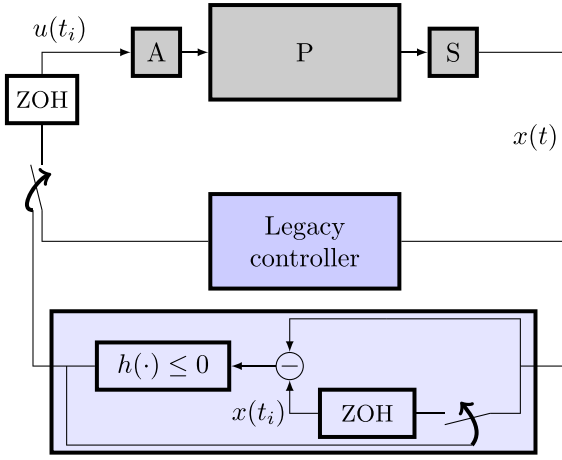 u(t_i)
A
P
S
ZOH
x(t)
Legacy
controller
h(·) ≤ 0
−
x(t_i)
ZOH